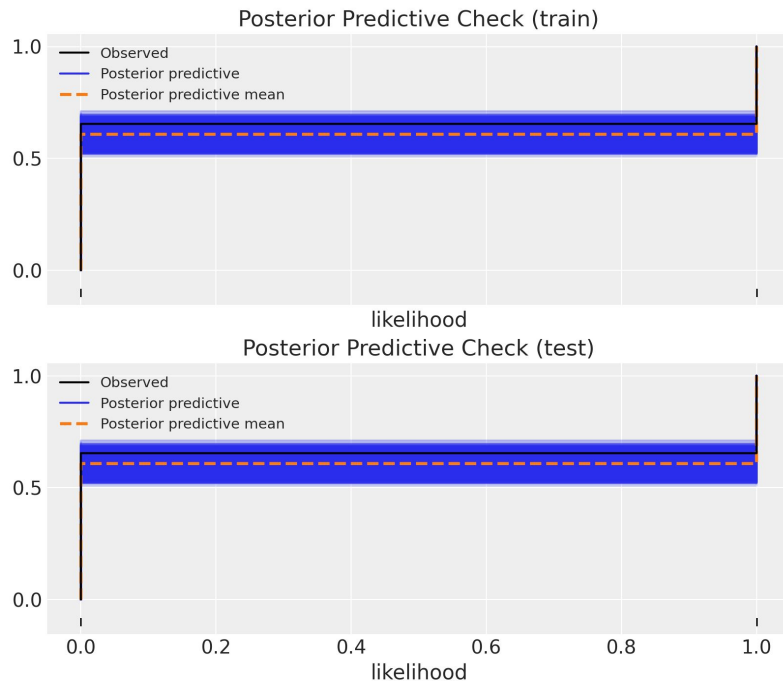 Posterior Predictive Check (train)
1.0
0.5
0.0
Observed
Posterior predictive
Posterior predictive mean
likelihood
Posterior Predictive Check (test)
1.0
0.5
0.0
Observed
Posterior predictive
Posterior predictive mean
0.0 0.2 0.4 0.6 0.8 1.0
likelihood